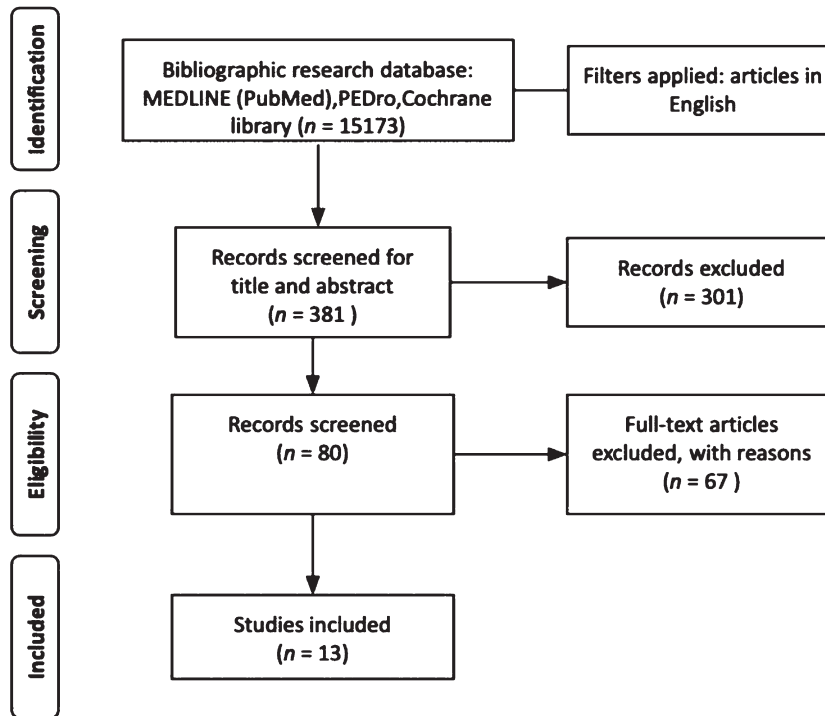 Identification
Bibliographic research database:
MEDLINE (PubMed),PEDro,Cochrane
library (n = 15173)
Filters applied: articles in
English
Screening
Records screened for
title and abstract
(n = 381 )
Records excluded
(n = 301)
Eligibility
Records screened
(n = 80)
Full-text articles
excluded, with reasons
(n = 67 )
Included
Studies included
(n = 13)